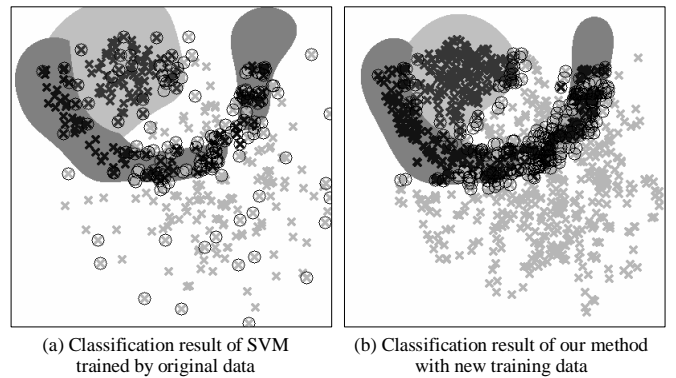 (a) Classification result of SVM
trained by original data
(b) Classification result of our method
with new training data